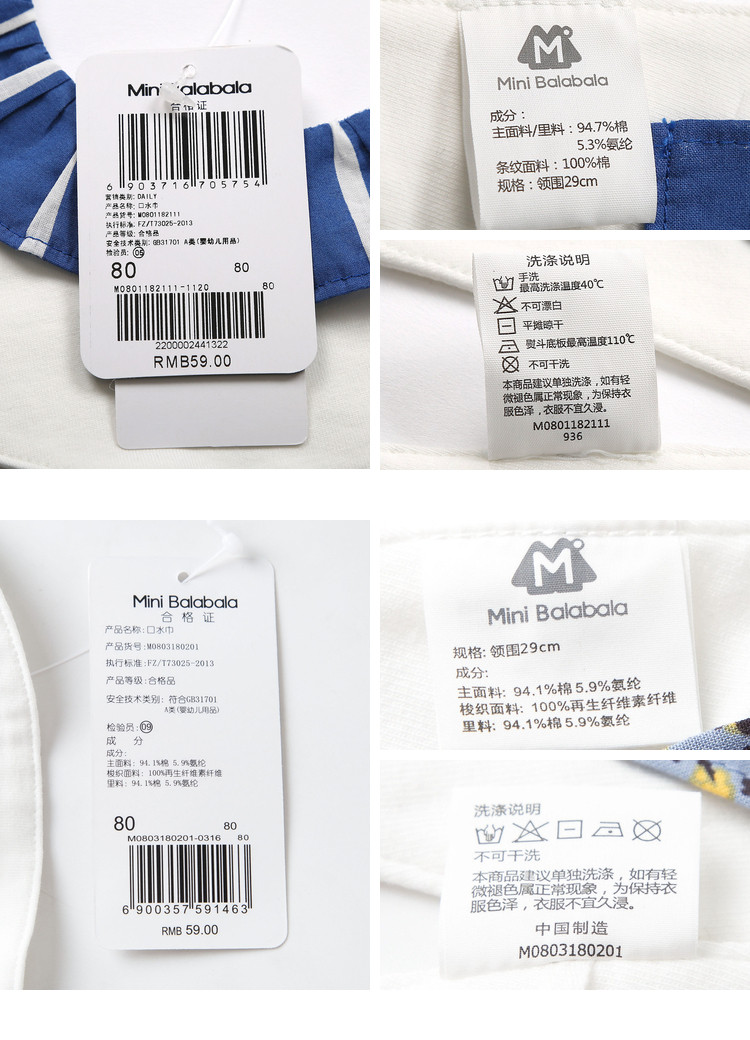 Mini Balabala
合格证
6 903716 705754
营销类别: DAILY
产品名称: 口水巾
产品货号: M0801182111
执行标准: FZ/T73025-2013
产品等级: 合格品
安全技术类别: GB31701 A类(婴幼儿用品)
检验员: 05
80 80
M0801182111-1120 80
2200002441322
RMB59.00
M
Mini Balabala
成分：
主面料/里料：94.7%棉
5.3%氨纶
条纹面料：100%棉
规格：领围29cm
洗涤说明
手洗
最高洗涤温度40℃
不可漂白
平摊晾干
熨斗底板最高温度110℃
不可干洗
本商品建议单独洗涤，如有轻
微褪色属正常现象，为保持衣
服色泽，衣服不宜久浸。
M0801182111
936
Mini Balabala
合格证
产品名称: 口水巾
产品货号: M0803180201
执行标准: FZ/T73025-2013
产品等级: 合格品
安全技术类别: 符合GB31701
A类(婴幼儿用品)
检验员: 09
成 分
成分:
主面料: 94.1%棉 5.9%氨纶
梭织面料: 100%再生纤维素纤维
里料: 94.1%棉 5.9%氨纶
80 80
M0803180201-0316 80
6 900357 591463
RMB 59.00
M
Mini Balabala
规格: 领围29cm
成分:
主面料: 94.1%棉 5.9%氨纶
梭织面料: 100%再生纤维素纤维
里料: 94.1%棉 5.9%氨纶
洗涤说明
不可干洗
本商品建议单独洗涤，如有轻
微褪色属正常现象，为保持衣
服色泽，衣服不宜久浸。
中国制造
M0803180201